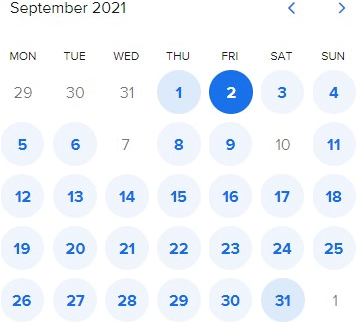 September 2021
MON TUE WED THU FRI SAT SUN
29 30 31 1 2 3 4
5 6 7 8 9 10 11
12 13 14 15 16 17 18
19 20 21 22 23 24 25
26 27 28 29 30 31 1